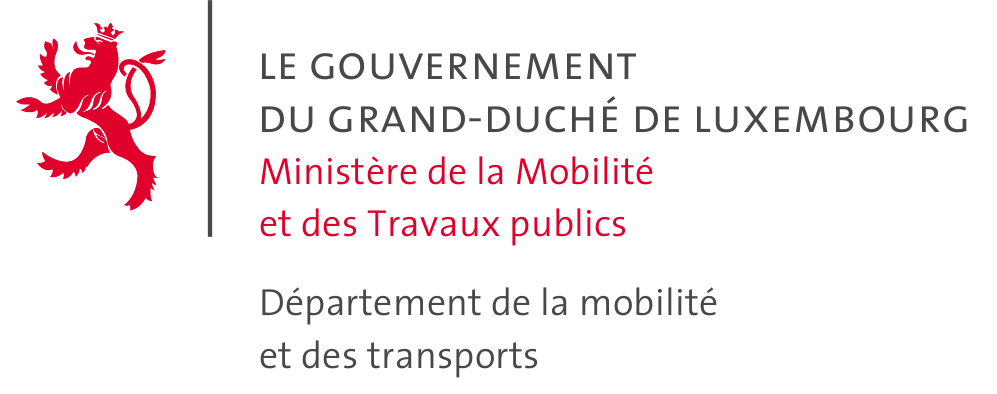 LE GOUVERNEMENT
DU GRAND-DUCHÉ DE LUXEMBOURG
Ministère de la Mobilité
et des Travaux publics
Département de la mobilité
et des transports